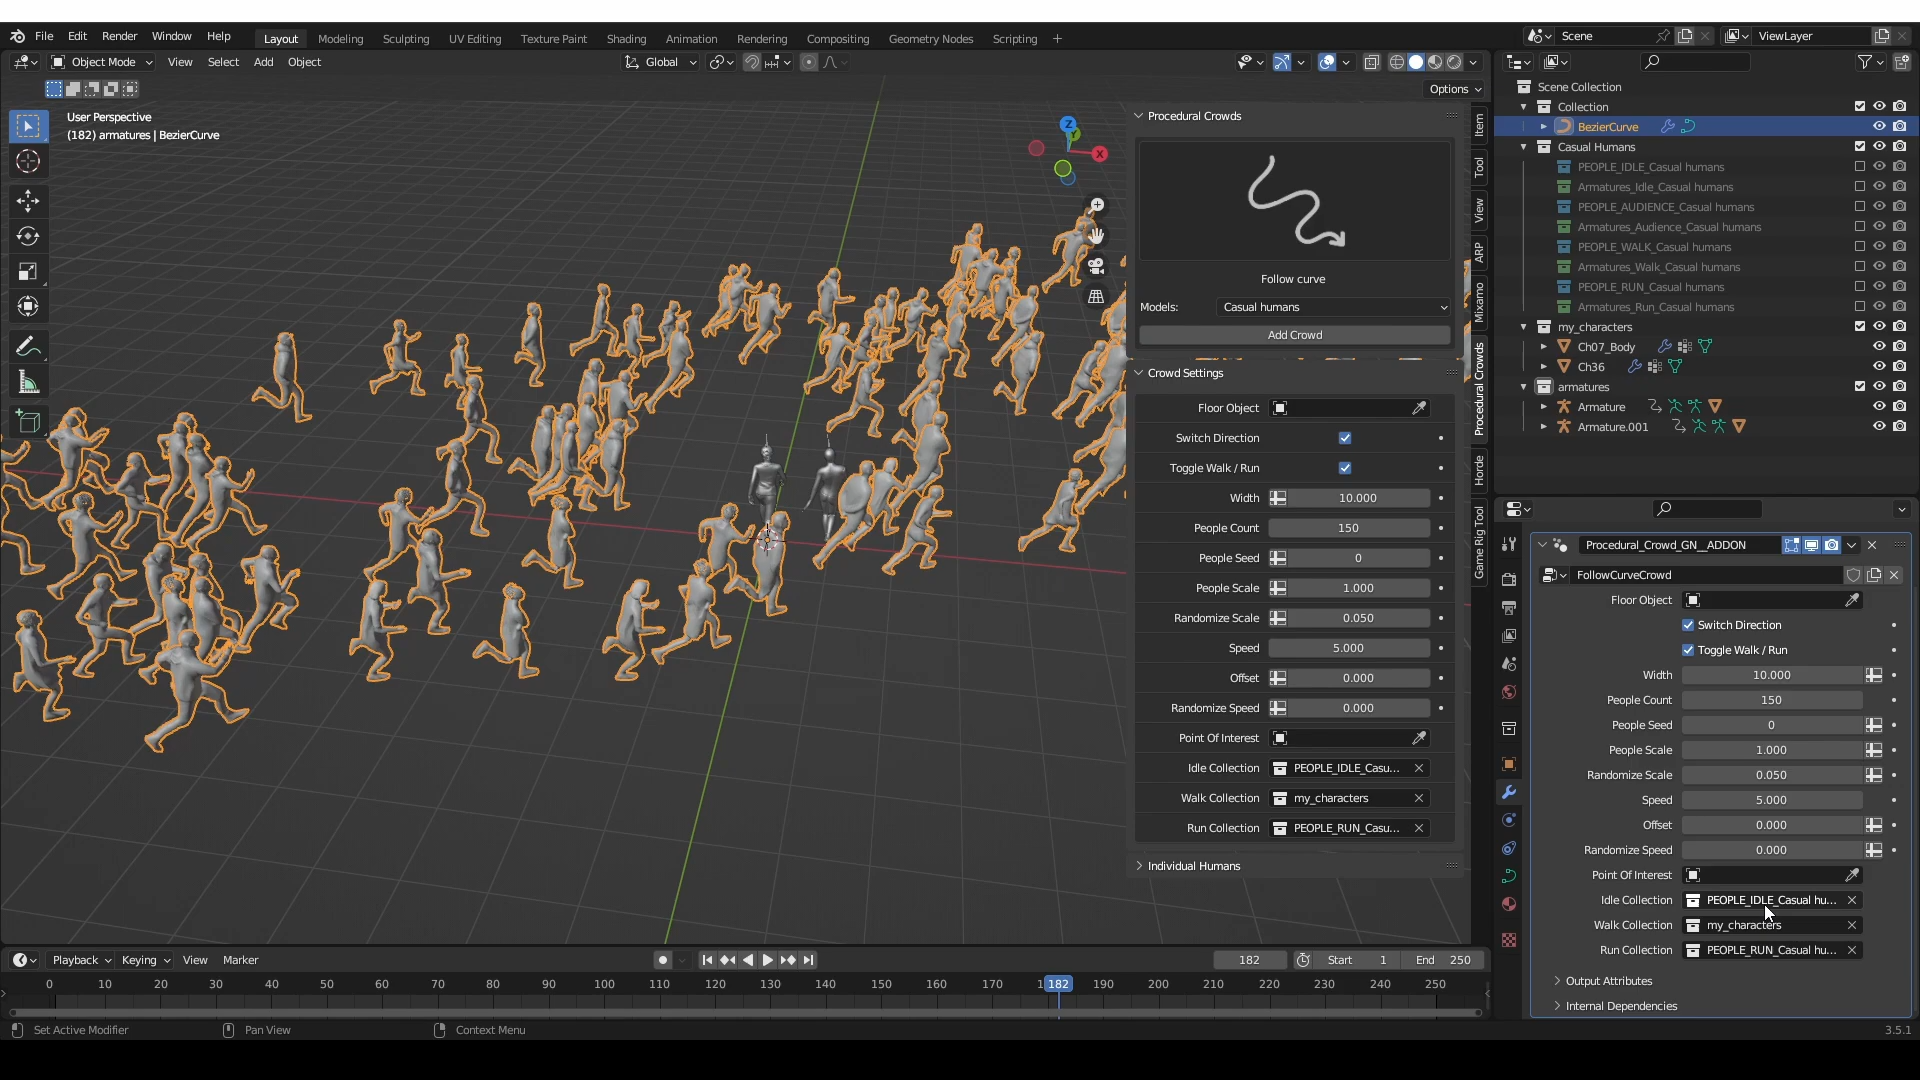 File Edit Render Window Help Layout Modeling Sculpting UV Editing Texture Paint Shading Animation Rendering Compositing Geometry Nodes Scripting + Scene ViewLayer
Object Mode View Select Add Object Global
Options
User Perspective
(182) armatures | BezierCurve
Z
X
Procedural Crowds
Follow curve
Models: Casual humans
Add Crowd
Crowd Settings
Floor Object
Switch Direction
Toggle Walk / Run
Width 10.000
People Count 150
People Seed 0
People Scale 1.000
Randomize Scale 0.050
Speed 5.000
Offset 0.000
Randomize Speed 0.000
Point Of Interest
Idle Collection PEOPLE_IDLE_Casu...
Walk Collection my_characters
Run Collection PEOPLE_RUN_Casu...
Individual Humans
Item
Tool
View
ARP
Mixamo
Procedural Crowds
Horde
Game Rig Tool
Scene Collection
Collection
BezierCurve
Casual Humans
PEOPLE_IDLE_Casual humans
Armatures_Idle_Casual humans
PEOPLE_AUDIENCE_Casual humans
Armatures_Audience_Casual humans
PEOPLE_WALK_Casual humans
Armatures_Walk_Casual humans
PEOPLE_RUN_Casual humans
Armatures_Run_Casual humans
my_characters
Ch07_Body
Ch36
armatures
Armature
Armature.001
Procedural_Crowd_GN__ADDON
FollowCurveCrowd
Floor Object
Switch Direction
Toggle Walk / Run
Width 10.000
People Count 150
People Seed 0
People Scale 1.000
Randomize Scale 0.050
Speed 5.000
Offset 0.000
Randomize Speed 0.000
Point Of Interest
Idle Collection PEOPLE_IDLE_Casual hu...
Walk Collection my_characters
Run Collection PEOPLE_RUN_Casual hu...
Output Attributes
Internal Dependencies
Playback Keying View Marker 182 Start 1 End 250
0 10 20 30 40 50 60 70 80 90 100 110 120 130 140 150 160 170 182 190 200 210 220 230 240 250
Set Active Modifier Pan View Context Menu 3.5.1